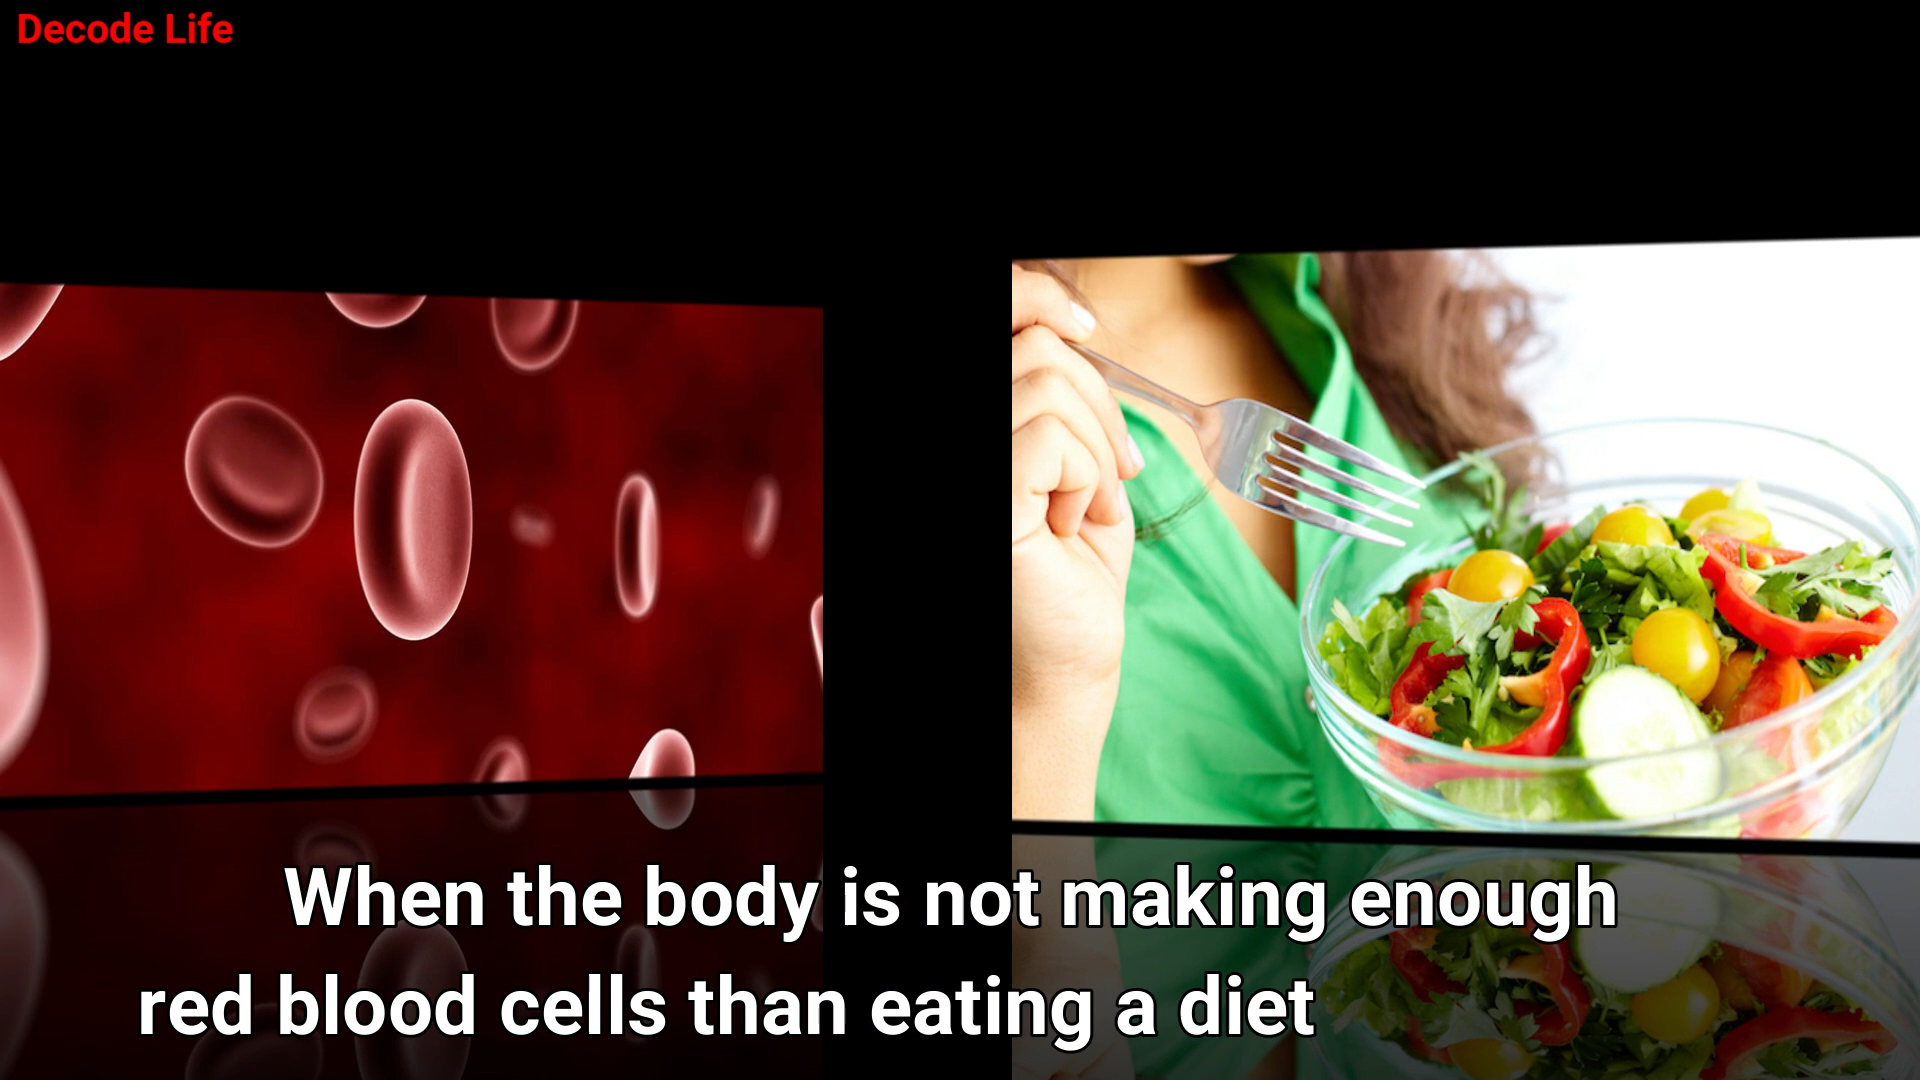 Decode Life
When the body is not making enough
red blood cells than eating a diet